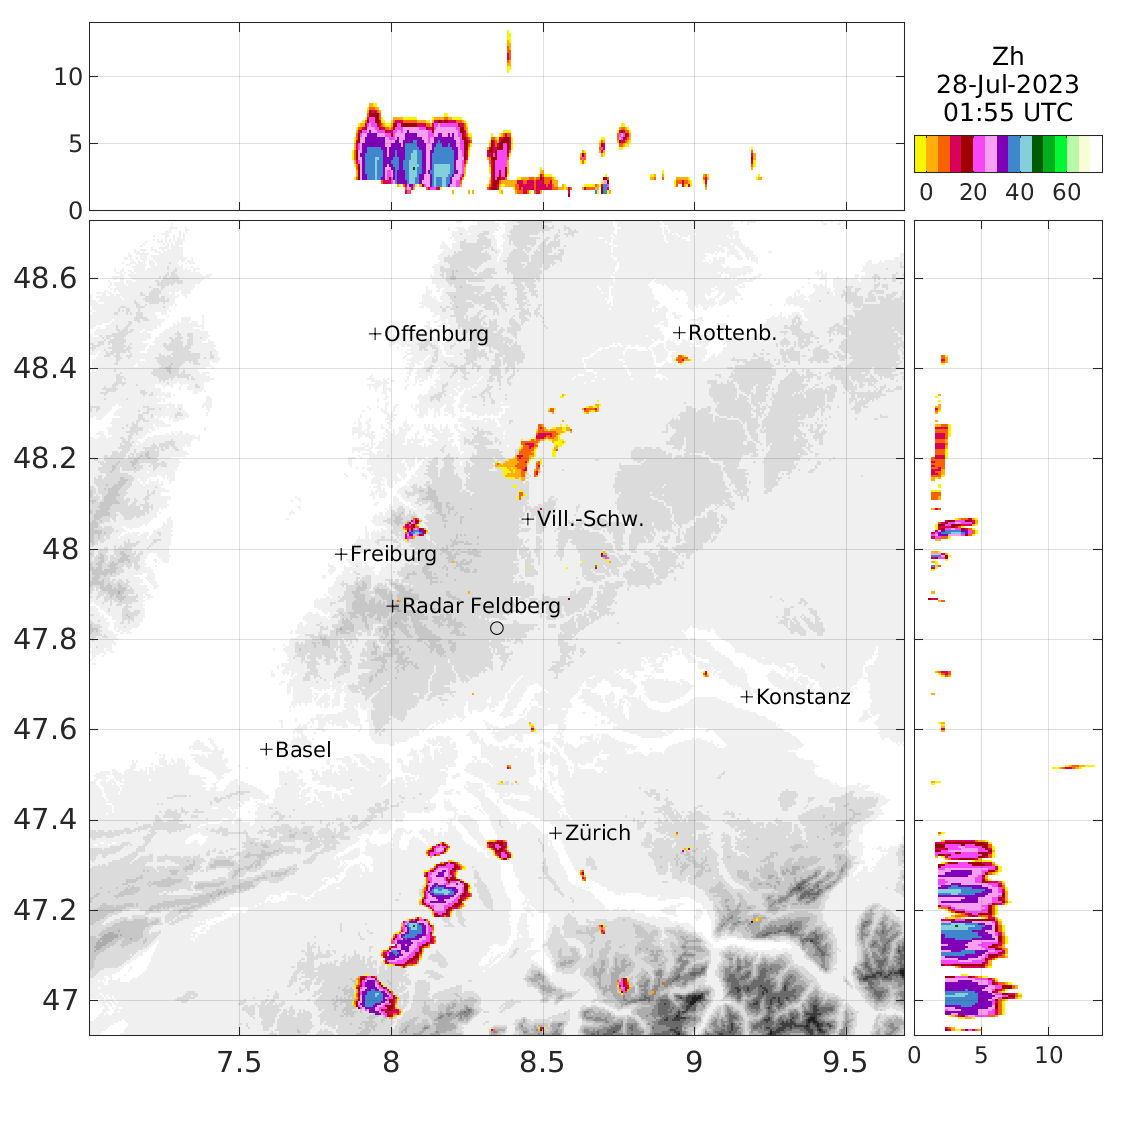 10
5
0
Zh
28-Jul-2023
01:55 UTC
0 20 40 60
48.6
48.4
48.2
48
47.8
47.6
47.4
47.2
47
+Offenburg
+Rottenb.
+Vill.-Schw.
+Freiburg
+Radar Feldberg
+Konstanz
+Basel
+Zürich
7.5 8 8.5 9 9.5
0 5 10